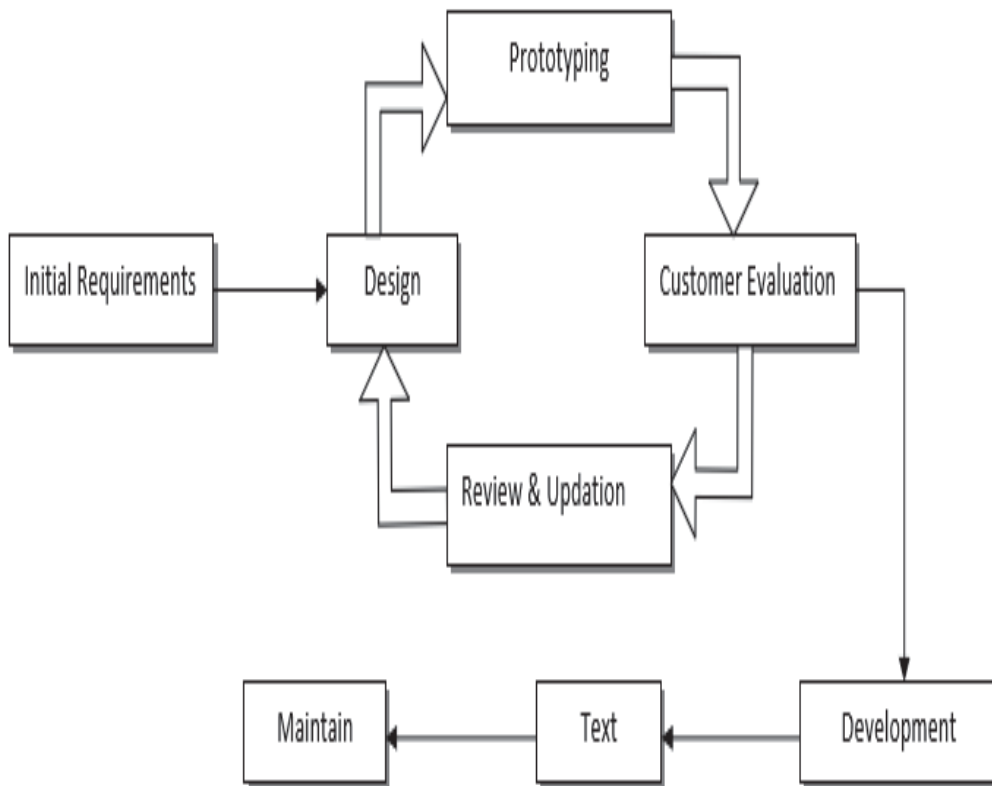 Prototyping
Initial Requirements
Design
Customer Evaluation
Review & Updation
Maintain
Text
Development